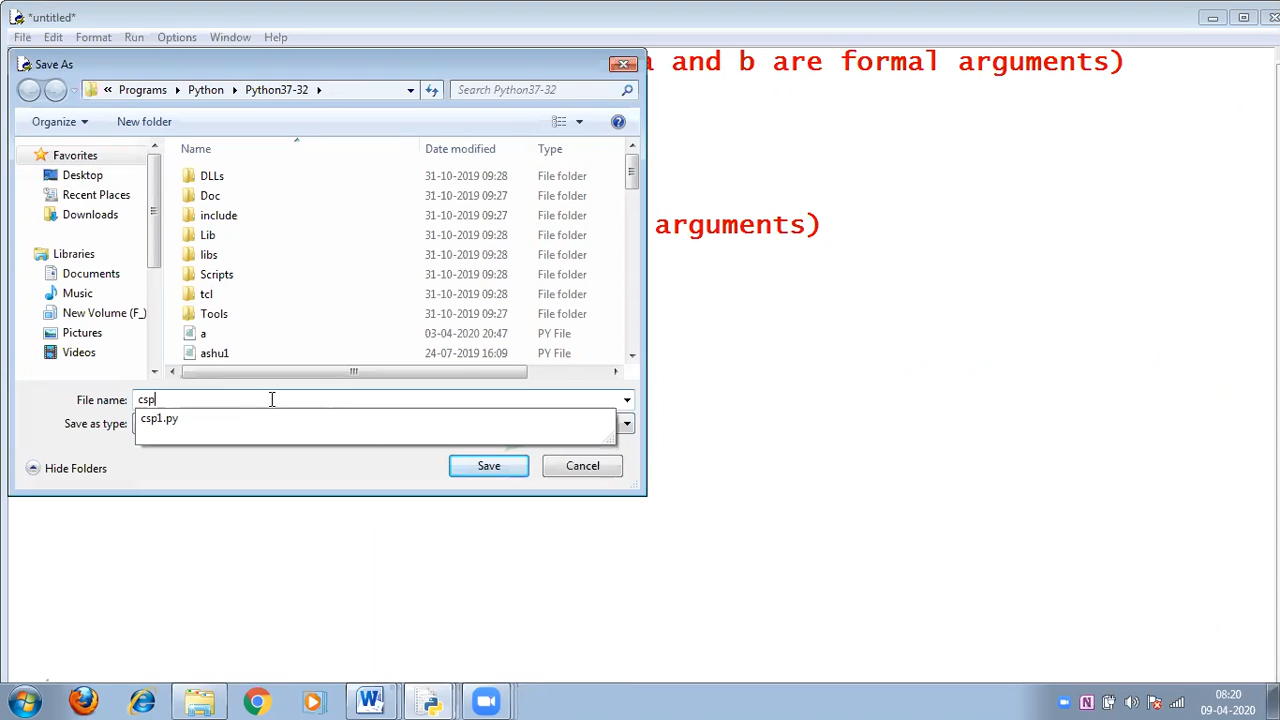 *untitled*
File Edit Format Run Options Window Help
a and b are formal arguments)
Save As
« Programs Python Python37-32
Search Python37-32
Organize New folder
Name Date modified Type
Favorites
Desktop
Recent Places
Downloads
Libraries
Documents
Music
New Volume (F_)
Pictures
Videos
DLLs 31-10-2019 09:28 File folder
Doc 31-10-2019 09:27 File folder
include 31-10-2019 09:27 File folder
Lib 31-10-2019 09:28 File folder
libs 31-10-2019 09:28 File folder
Scripts 31-10-2019 09:28 File folder
tcl 31-10-2019 09:28 File folder
Tools 31-10-2019 09:27 File folder
a 03-04-2020 20:47 PY File
ashu1 24-07-2019 16:09 PY File
arguments)
File name: csp
csp1.py
Save as type:
Hide Folders
Save Cancel
08:20
09-04-2020